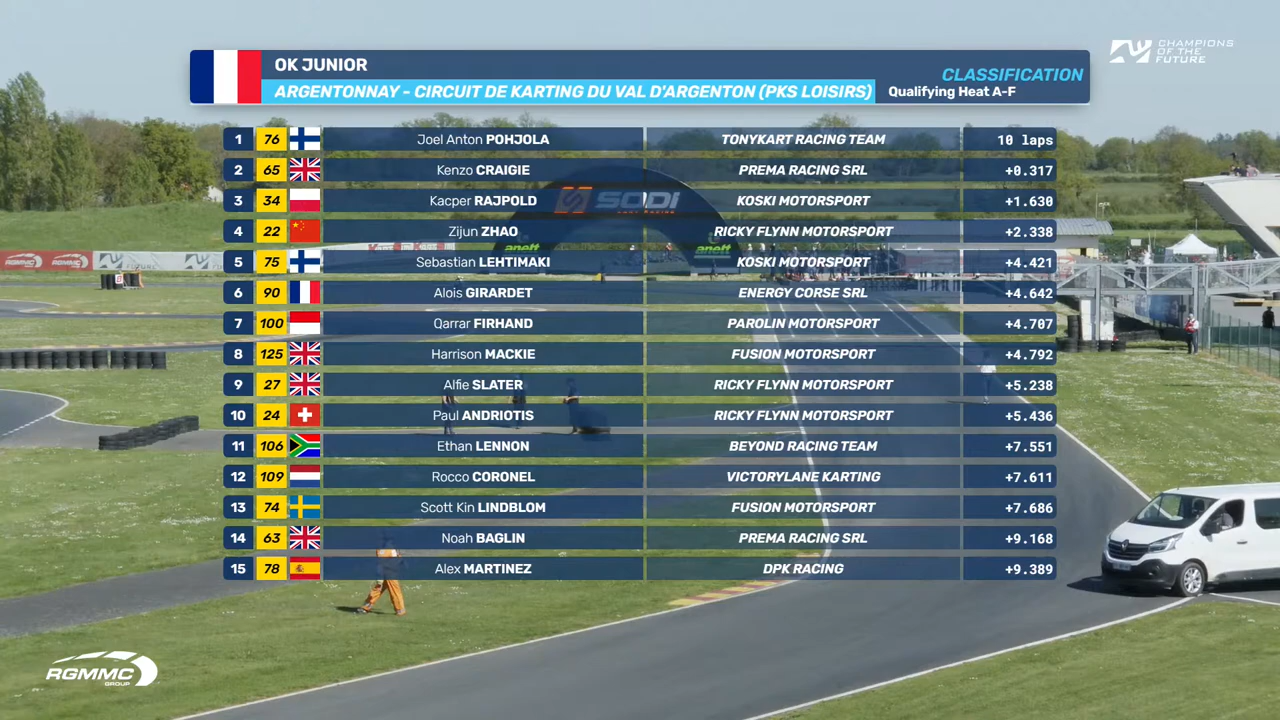 OK JUNIOR
ARGENTONNAY - CIRCUIT DE KARTING DU VAL D'ARGENTON (PKS LOISIRS)
CLASSIFICATION
Qualifying Heat A-F
CHAMPIONS
OF THE
FUTURE
1 76 Joel Anton POHJOLA TONYKART RACING TEAM 10 laps
2 65 Kenzo CRAIGIE PREMA RACING SRL +0.317
3 34 Kacper RAJPOLD KOSKI MOTORSPORT +1.630
4 22 Zijun ZHAO RICKY FLYNN MOTORSPORT +2.338
5 75 Sebastian LEHTIMAKI KOSKI MOTORSPORT +4.421
6 90 Alois GIRARDET ENERGY CORSE SRL +4.642
7 100 Qarrar FIRHAND PAROLIN MOTORSPORT +4.707
8 125 Harrison MACKIE FUSION MOTORSPORT +4.792
9 27 Alfie SLATER RICKY FLYNN MOTORSPORT +5.238
10 24 Paul ANDRIOTIS RICKY FLYNN MOTORSPORT +5.436
11 106 Ethan LENNON BEYOND RACING TEAM +7.551
12 109 Rocco CORONEL VICTORYLANE KARTING +7.611
13 74 Scott Kin LINDBLOM FUSION MOTORSPORT +7.686
14 63 Noah BAGLIN PREMA RACING SRL +9.168
15 78 Alex MARTINEZ DPK RACING +9.389
SODI
anett
anett
RGMMC
GROUP